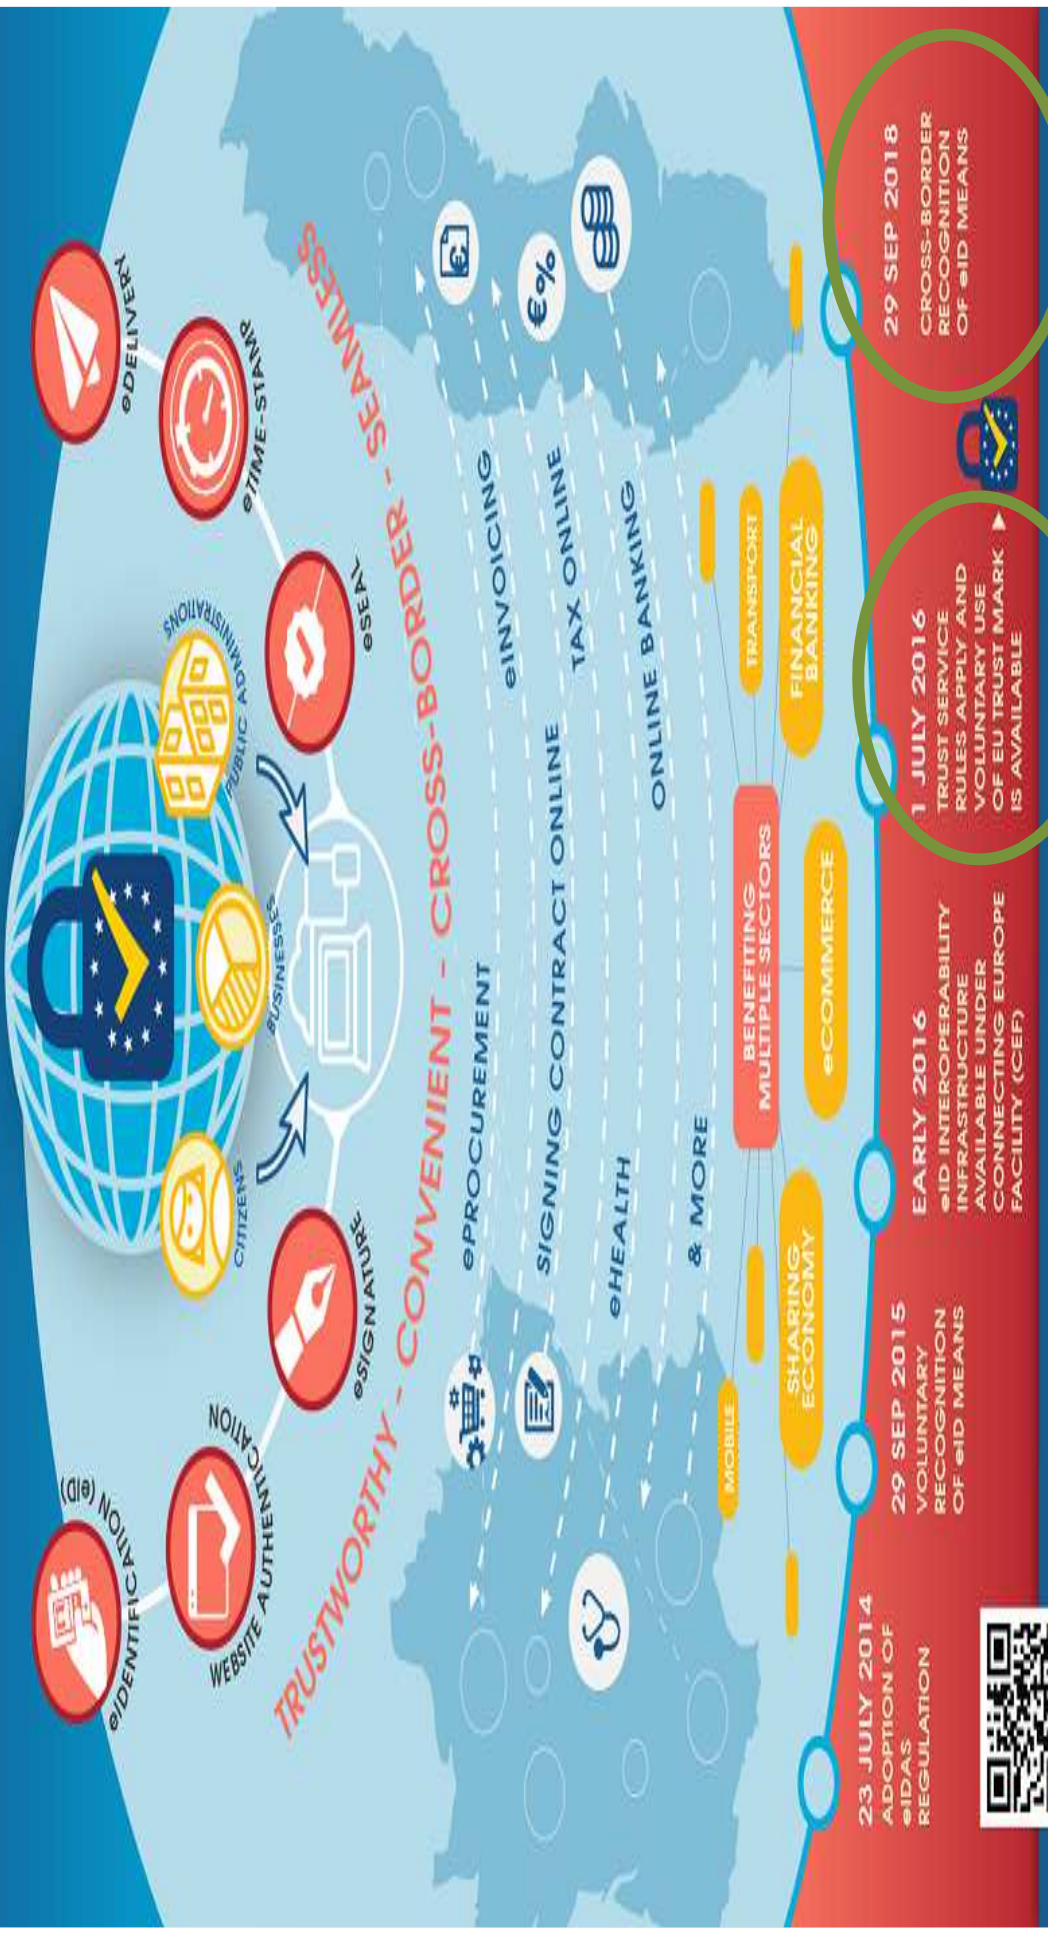 eIDENTIFICATION (eID)
WEBSITE AUTHENTICATION
eSIGNATURE
eSEAL
eTIME-STAMP
eDELIVERY
CITIZENS
BUSINESSES
PUBLIC ADMINISTRATIONS
TRUSTWORTHY - CONVENIENT - CROSS-BORDER - SEAMLESS
ePROCUREMENT
eINVOICING
SIGNING CONTRACT ONLINE
TAX ONLINE
eHEALTH
ONLINE BANKING
& MORE
€
€%
BENEFITING
MULTIPLE SECTORS
MOBILE
SHARING
ECONOMY
eCOMMERCE
FINANCIAL
BANKING
TRANSPORT
23 JULY 2014
ADOPTION OF
eIDAS
REGULATION
29 SEP 2015
VOLUNTARY
RECOGNITION
OF eID MEANS
EARLY 2016
eID INTEROPERABILITY
INFRASTRUCTURE
AVAILABLE UNDER
CONNECTING EUROPE
FACILITY (CEF)
1 JULY 2016
TRUST SERVICE
RULES APPLY AND
VOLUNTARY USE
OF EU TRUST MARK
IS AVAILABLE
29 SEP 2018
CROSS-BORDER
RECOGNITION
OF eID MEANS